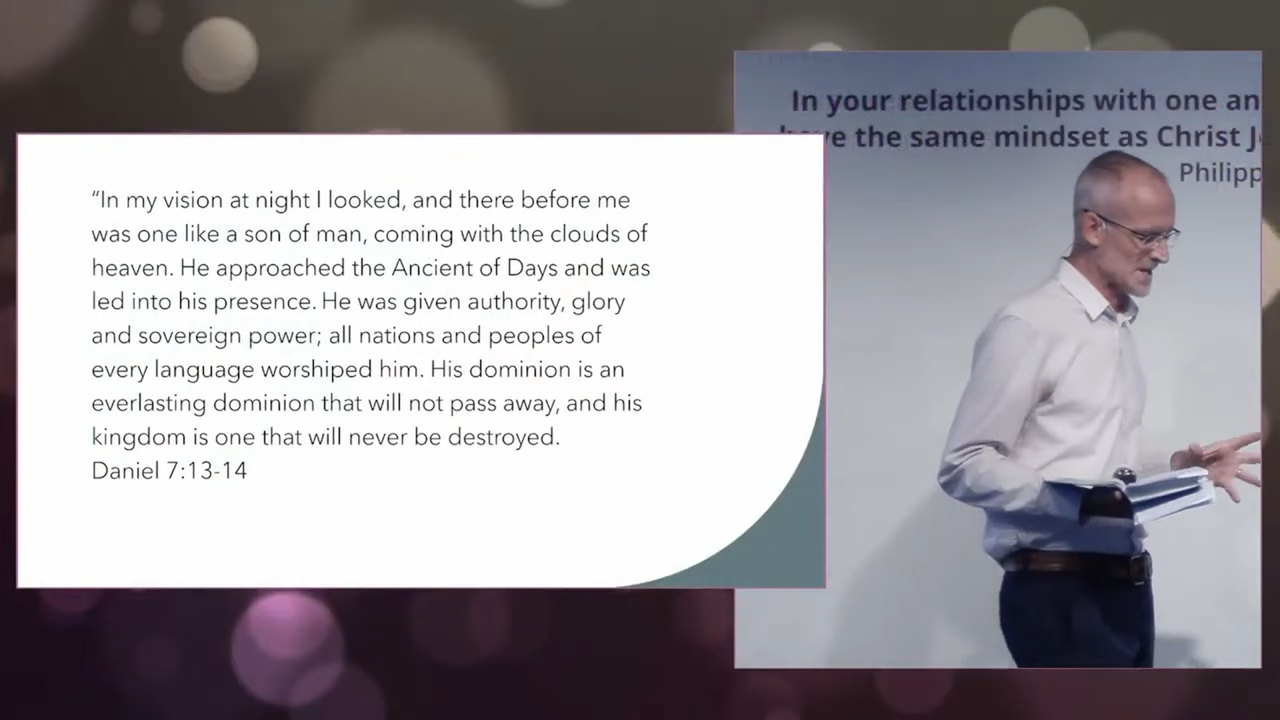 “In my vision at night I looked, and there before me
was one like a son of man, coming with the clouds of
heaven. He approached the Ancient of Days and was
led into his presence. He was given authority, glory
and sovereign power; all nations and peoples of
every language worshiped him. His dominion is an
everlasting dominion that will not pass away, and his
kingdom is one that will never be destroyed.
Daniel 7:13-14
In your relationships with one an
the same mindset as Christ J
Philipp